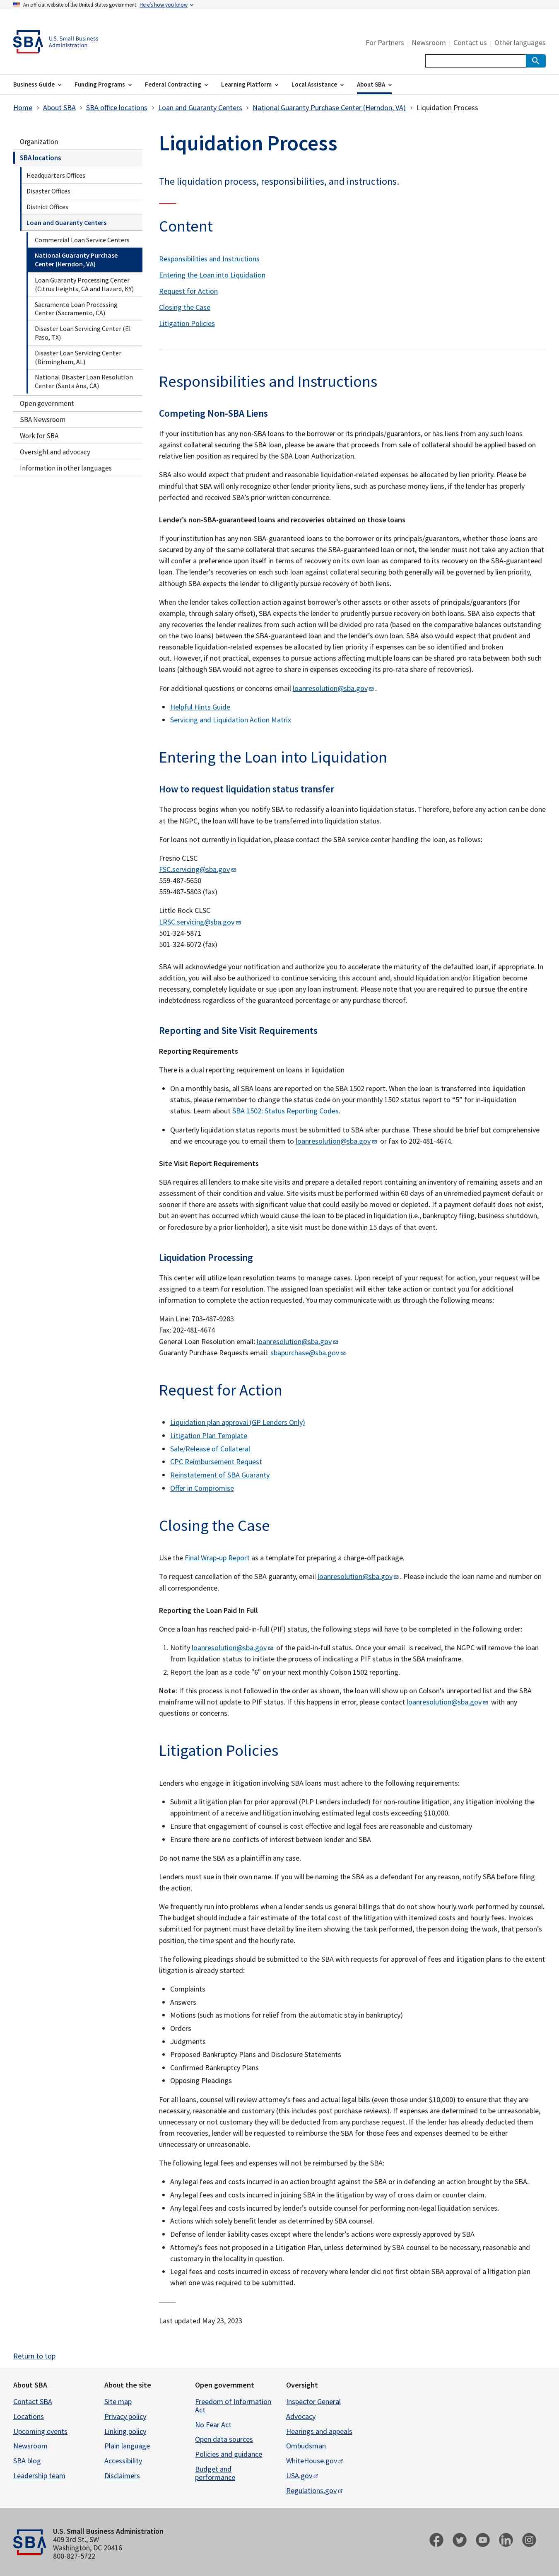 An official website of the United States government Here's how you know
SBA U.S. Small Business Administration
For Partners Newsroom Contact us Other languages
Business Guide Funding Programs Federal Contracting Learning Platform Local Assistance About SBA
Home About SBA SBA office locations Loan and Guaranty Centers National Guaranty Purchase Center (Herndon, VA) Liquidation Process
Organization
SBA locations
Headquarters Offices
Disaster Offices
District Offices
Loan and Guaranty Centers
Commercial Loan Service Centers
National Guaranty Purchase
Center (Herndon, VA)
Loan Guaranty Processing Center
(Citrus Heights, CA and Hazard, KY)
Sacramento Loan Processing
Center (Sacramento, CA)
Disaster Loan Servicing Center (El
Paso, TX)
Disaster Loan Servicing Center
(Birmingham, AL)
National Disaster Loan Resolution
Center (Santa Ana, CA)
Open government
SBA Newsroom
Work for SBA
Oversight and advocacy
Information in other languages
Liquidation Process
The liquidation process, responsibilities, and instructions.
Content
Responsibilities and Instructions
Entering the Loan into Liquidation
Request for Action
Closing the Case
Litigation Policies
Responsibilities and Instructions
Competing Non-SBA Liens
If your institution has any non-SBA loans to the borrower or its principals/guarantors, or has liens from any such loans
against collateral securing the SBA loan, please be aware that proceeds from sale of collateral should be applied based on
relative lien position as required by the SBA Loan Authorization.
SBA also would expect that prudent and reasonable liquidation-related expenses be allocated by lien priority. Please be
mindful that SBA will only recognize other lender priority liens, such as purchase money liens, if the lender has properly
perfected and received SBA's prior written concurrence.
Lender's non-SBA-guaranteed loans and recoveries obtained on those loans
If your institution has any non-SBA loans to the borrower or to its principals/guarantors, whether those loans are
secured by any of the collateral that secures the SBA-guaranteed loan or not, the lender must not take any action that
will confer a preference upon itself in terms of recovery on its own loan as compared to its recovery on the SBA-guaranteed
loan. The lender's recoveries on each such loan against collateral securing both generally will be governed by lien priority,
although SBA expects the lender to diligently pursue recovery of both liens.
When the lender takes collection action against borrower's other assets or other assets of principals/guarantors (for
example, through salary offset), SBA expects the lender to pursue both its own loan and the SBA loan. SBA also expects that
any recoveries the lender obtains on such action will be divided pro rata (based on the comparative balances outstanding
on the two loans) between the SBA-guaranteed loan and the lender's own loan. SBA also would expect that prudent and
reasonable liquidation-related expenses will be allocated by lien priority or by the pro-rata method as it is borne
out. However, if not practical, expenses to pursue actions affecting multiple loans can be shared pro rata based upon both
loans (although SBA must agree to share in expenses exceeding its pro-rata share of recoveries).
For additional questions or concerns email loanresolution@sba.gov .
Helpful Hints Guide
Servicing and Liquidation Action Matrix
Entering the Loan into Liquidation
How to request liquidation status transfer
The process begins when you notify SBA to reclassify a loan into liquidation status. Therefore, before any action can be done
at the NGPC, the loan will have to be transferred into liquidation status.
For loans not currently in liquidation, please contact the SBA service center handling the loan, as follows:
Fresno CLSC
FSC.servicing@sba.gov
559-487-5650
559-487-5803 (fax)
Little Rock CLSC
LRSC.servicing@sba.gov
501-324-5871
501-324-6072 (fax)
SBA will acknowledge your notification and authorize you to accelerate the maturity of the defaulted loan, if appropriate. In
addition, you will also be authorized to continue servicing this account and, should liquidation and/or litigation become
necessary, completely liquidate or sue upon any loan instrument. Please note that you are required to pursue the entire
indebtedness regardless of the guaranteed percentage or any purchase thereof.
Reporting and Site Visit Requirements
Reporting Requirements
There is a dual reporting requirement on loans in liquidation
On a monthly basis, all SBA loans are reported on the SBA 1502 report. When the loan is transferred into liquidation
status, please remember to change the status code on your monthly 1502 status report to "5" for in-liquidation
status. Learn about SBA 1502: Status Reporting Codes.
Quarterly liquidation status reports must be submitted to SBA after purchase. These should be brief but comprehensive
and we encourage you to email them to loanresolution@sba.gov or fax to 202-481-4674.
Site Visit Report Requirements
SBA requires all lenders to make site visits and prepare a detailed report containing an inventory of remaining assets and an
assessment of their condition and value. Site visits must be performed within 60 days of an unremedied payment default
or sooner if assets could be removed, lost, or dissipated without a site visit being made or sooner. If a payment default does not exist,
but an event has occurred which would cause the loan to be placed in liquidation (i.e., bankruptcy filing, business shutdown,
or foreclosure by a prior lienholder), a site visit must be done within 15 days of that event.
Liquidation Processing
This center will utilize loan resolution teams to manage cases. Upon receipt of your request for action, your request will be
assigned to a team for resolution. The assigned loan specialist will either take action or contact you for additional
information to complete the action requested. You may communicate with us through the following means:
Main Line: 703-487-9283
Fax: 202-481-4674
General Loan Resolution email: loanresolution@sba.gov
Guaranty Purchase Requests email: sbapurchase@sba.gov
Request for Action
Liquidation plan approval (GP Lenders Only)
Litigation Plan Template
Sale/Release of Collateral
CPC Reimbursement Request
Reinstatement of SBA Guaranty
Offer in Compromise
Closing the Case
Use the Final Wrap-up Report as a template for preparing a charge-off package.
To request cancellation of the SBA guaranty, email loanresolution@sba.gov . Please include the loan name and number on
all correspondence.
Reporting the Loan Paid In Full
Once a loan has reached paid-in-full (PIF) status, the following steps will have to be completed in the following order:
1. Notify loanresolution@sba.gov of the paid-in-full status. Once your email is received, the NGPC will remove the loan
from liquidation status to initiate the process of indicating a PIF status in the SBA mainframe.
2. Report the loan as a code "6" on your next monthly Colson 1502 reporting.
Note: If this process is not followed in the order as shown, the loan will show up on Colson's unreported list and the SBA
mainframe will not update to PIF status. If this happens in error, please contact loanresolution@sba.gov with any
questions or concerns.
Litigation Policies
Lenders who engage in litigation involving SBA loans must adhere to the following requirements:
Submit a litigation plan for prior approval (PLP Lenders included) for non-routine litigation, any litigation involving the
appointment of a receive and litigation involving estimated legal costs exceeding $10,000.
Ensure that engagement of counsel is cost effective and legal fees are reasonable and customary
Ensure there are no conflicts of interest between lender and SBA
Do not name the SBA as a plaintiff in any case.
Lenders must sue in their own name. If you will be naming the SBA as a defendant for any reason, notify SBA before filing
the action.
We frequently run into problems when a lender sends us general billings that do not show hourly work performed by counsel.
The budget should include a fair estimate of the total cost of the litigation with itemized costs and hourly fees. Invoices
submitted for payment must have detailed line by line specifics of the actual work performed, the person doing the work, that person's
position, the time spent and the hourly rate.
The following pleadings should be submitted to the SBA with requests for approval of fees and litigation plans to the extent
litigation is already started:
Complaints
Answers
Motions (such as motions for relief from the automatic stay in bankruptcy)
Orders
Judgments
Proposed Bankruptcy Plans and Disclosure Statements
Confirmed Bankruptcy Plans
Opposing Pleadings
For all loans, counsel will review attorney's fees and actual legal bills (even those under $10,000) to ensure that they are
necessary, reasonable and customary (this includes post purchase reviews). If expenses are determined to be unreasonable,
unnecessary or not customary they will be deducted from any purchase request. If the lender has already deducted them
from recoveries, lender will be requested to reimburse the SBA for those fees and expenses deemed to be either
unnecessary or unreasonable.
The following legal fees and expenses will not be reimbursed by the SBA:
Any legal fees and costs incurred in an action brought against the SBA or in defending an action brought by the SBA.
Any legal fees and costs incurred in joining SBA in the litigation by way of cross claim or counter claim.
Any legal fees and costs incurred by lender's outside counsel for performing non-legal liquidation services.
Actions which solely benefit lender as determined by SBA counsel.
Defense of lender liability cases except where the lender's actions were expressly approved by SBA
Attorney's fees not proposed in a Litigation Plan, unless determined by SBA counsel to be necessary, reasonable and
customary in the locality in question.
Legal fees and costs incurred in excess of recovery where lender did not first obtain SBA approval of a litigation plan
when one was required to be submitted.
Last updated May 23, 2023
Return to top
About SBA
Contact SBA
Locations
Upcoming events
Newsroom
SBA blog
Leadership team
About the site
Site map
Privacy policy
Linking policy
Plain language
Accessibility
Disclaimers
Open government
Freedom of Information
Act
No Fear Act
Open data sources
Policies and guidance
Budget and
performance
Oversight
Inspector General
Advocacy
Hearings and appeals
Ombudsman
WhiteHouse.gov
USA.gov
Regulations.gov
SBA
U.S. Small Business Administration
409 3rd St., SW
Washington, DC 20416
800-827-5722